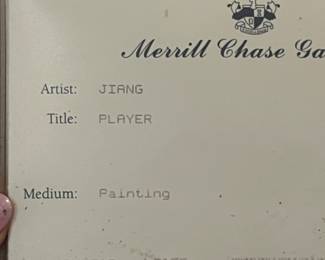 Merrill Chase Ga
Artist: JIANG
Title: PLAYER
Medium: Painting